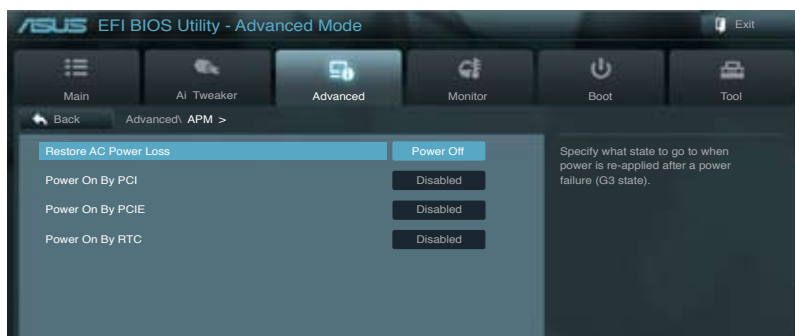 ASUS EFI BIOS Utility - Advanced Mode
Exit
Main Ai Tweaker Advanced Monitor Boot Tool
Back Advanced\ APM >
Restore AC Power Loss Power Off
Power On By PCI Disabled
Power On By PCIE Disabled
Power On By RTC Disabled
Specify what state to go to when
power is re-applied after a power
failure (G3 state).